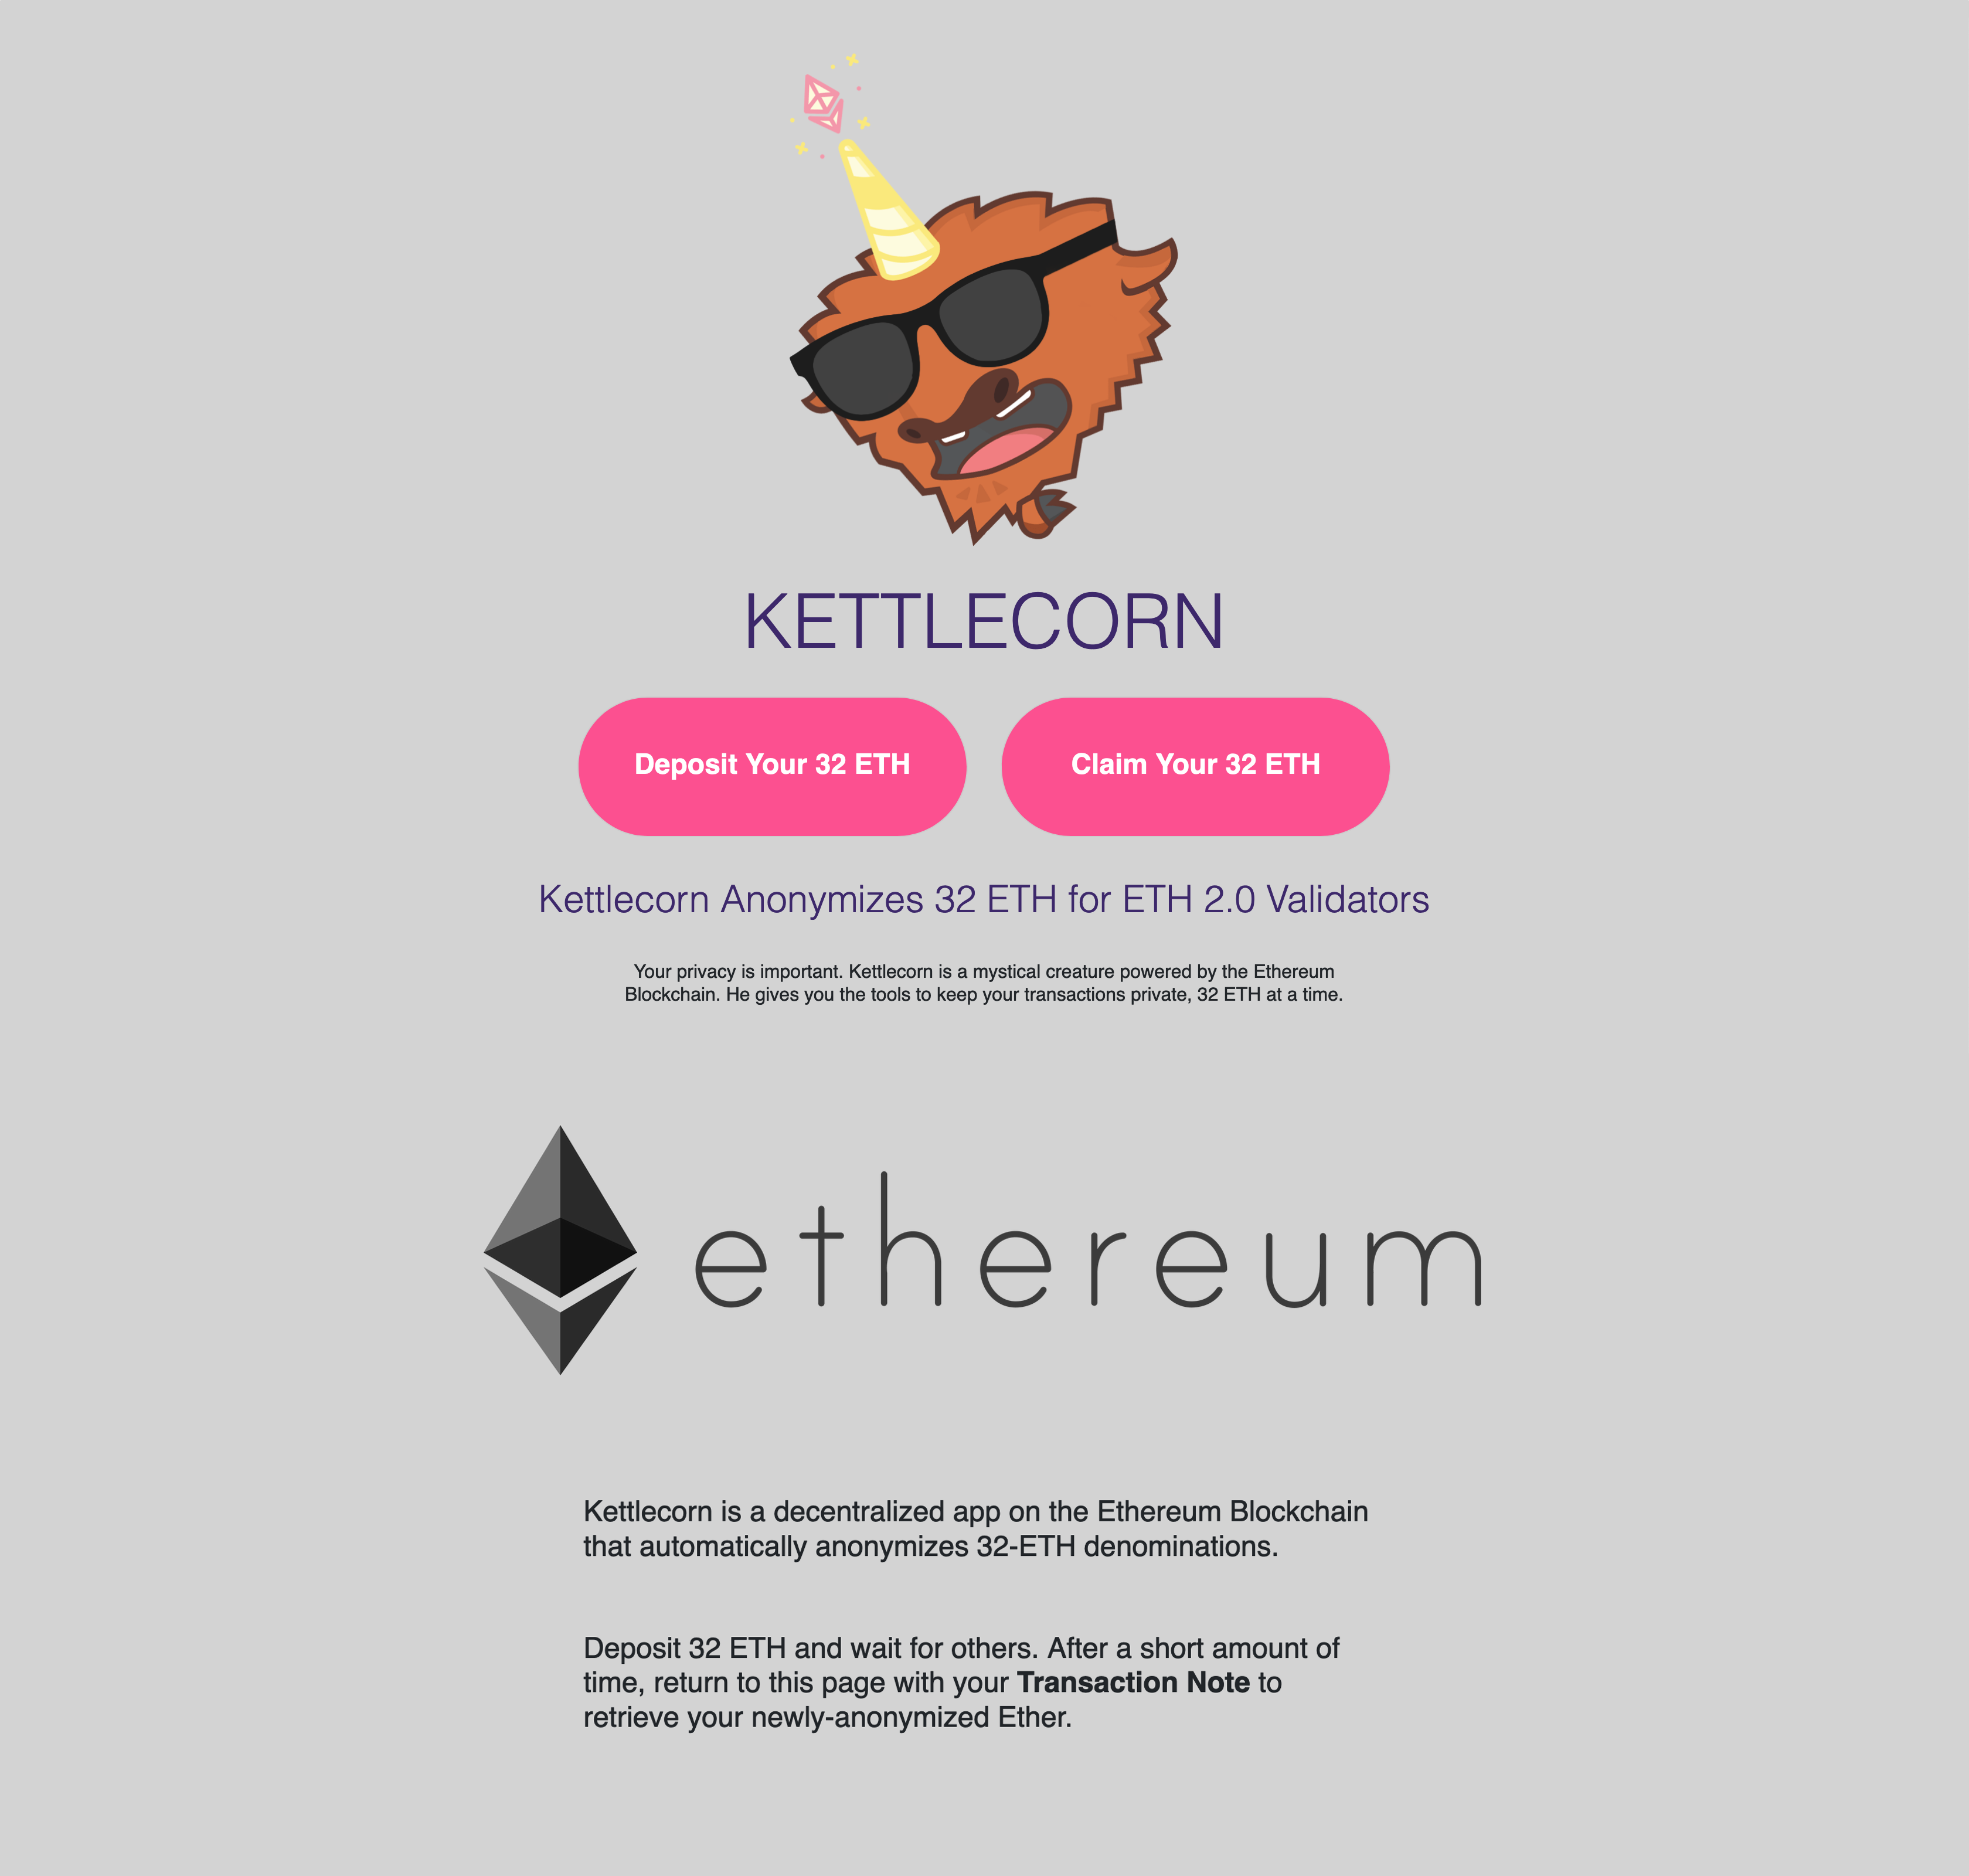 KETTLECORN
Deposit Your 32 ETH
Claim Your 32 ETH
Kettlecorn Anonymizes 32 ETH for ETH 2.0 Validators
Your privacy is important. Kettlecorn is a mystical creature powered by the Ethereum
Blockchain. He gives you the tools to keep your transactions private, 32 ETH at a time.
ethereum
Kettlecorn is a decentralized app on the Ethereum Blockchain
that automatically anonymizes 32-ETH denominations.
Deposit 32 ETH and wait for others. After a short amount of
time, return to this page with your Transaction Note to
retrieve your newly-anonymized Ether.